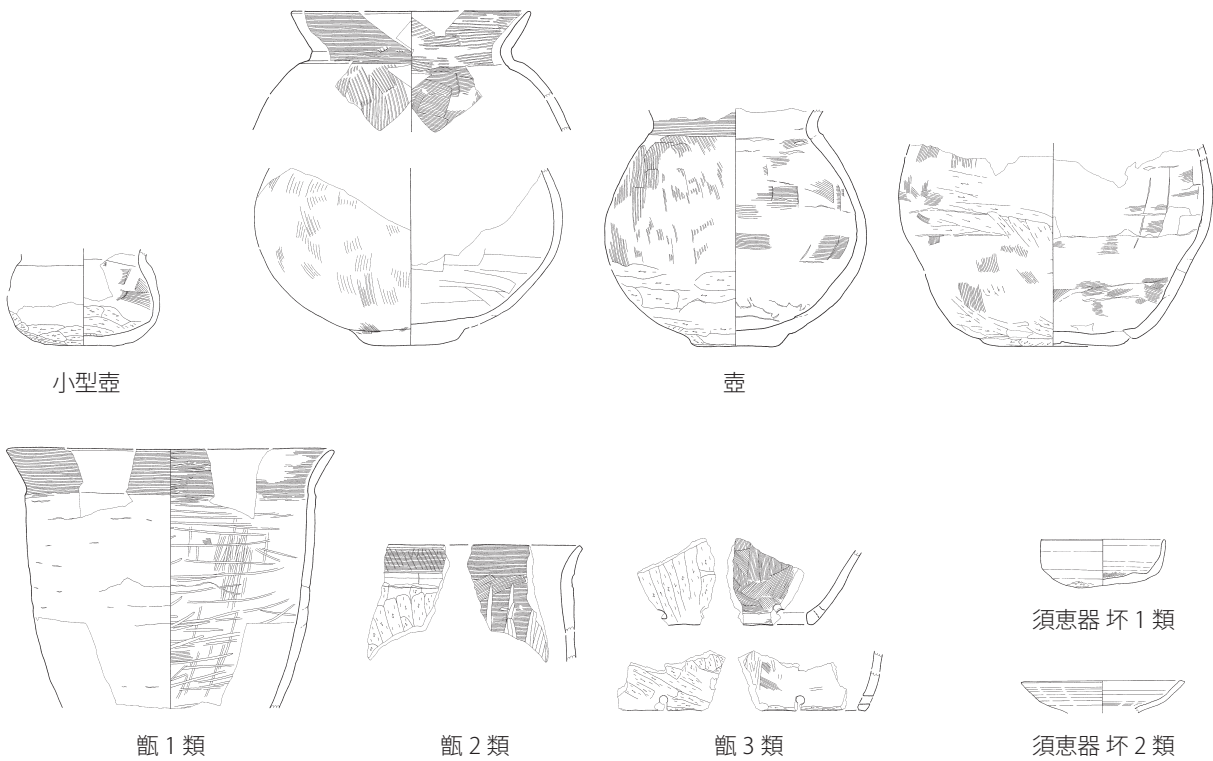 小型壺
壺
甑 1 類
甑 2 類
甑 3 類
須恵器 坏 1 類
須恵器 坏 2 類